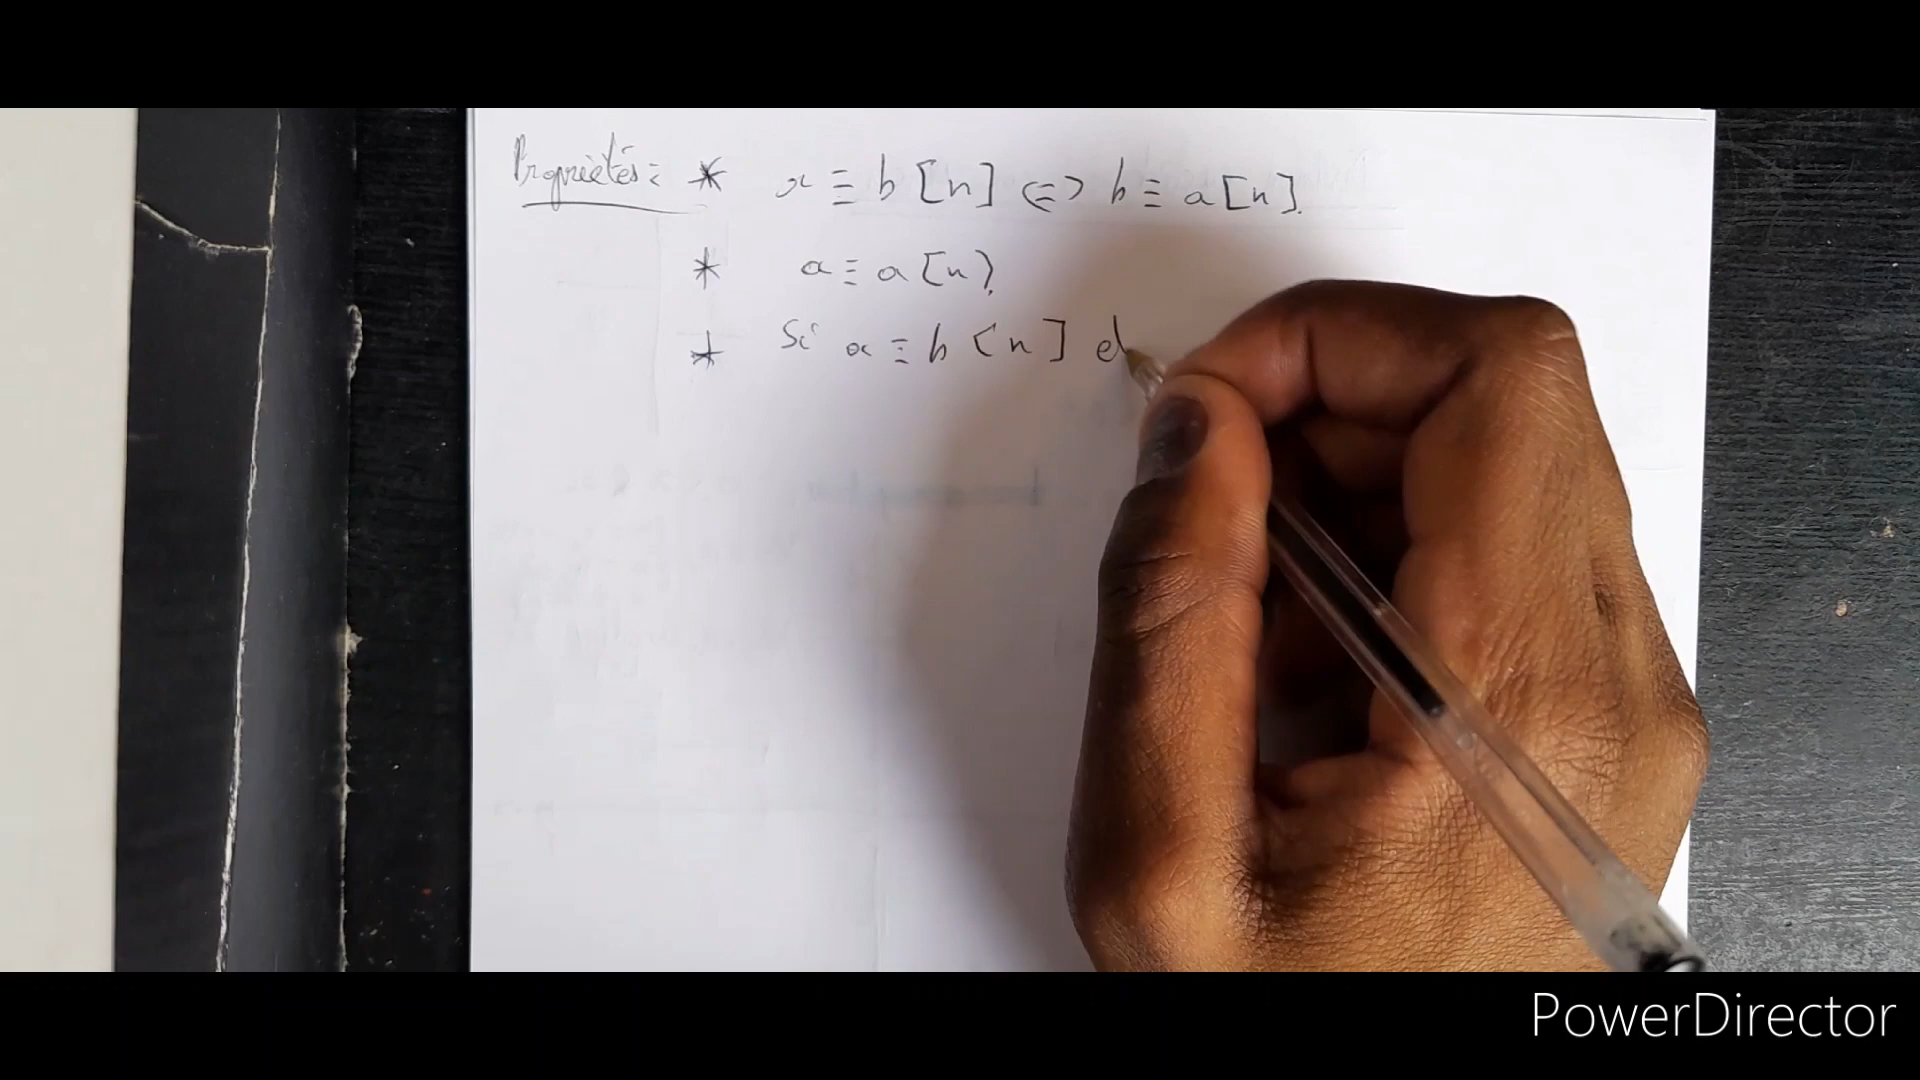 Propriétés : * a ≡ b [n] <=> b ≡ a [n].
* a ≡ a [n].
* Si a ≡ b [n] et
PowerDirector